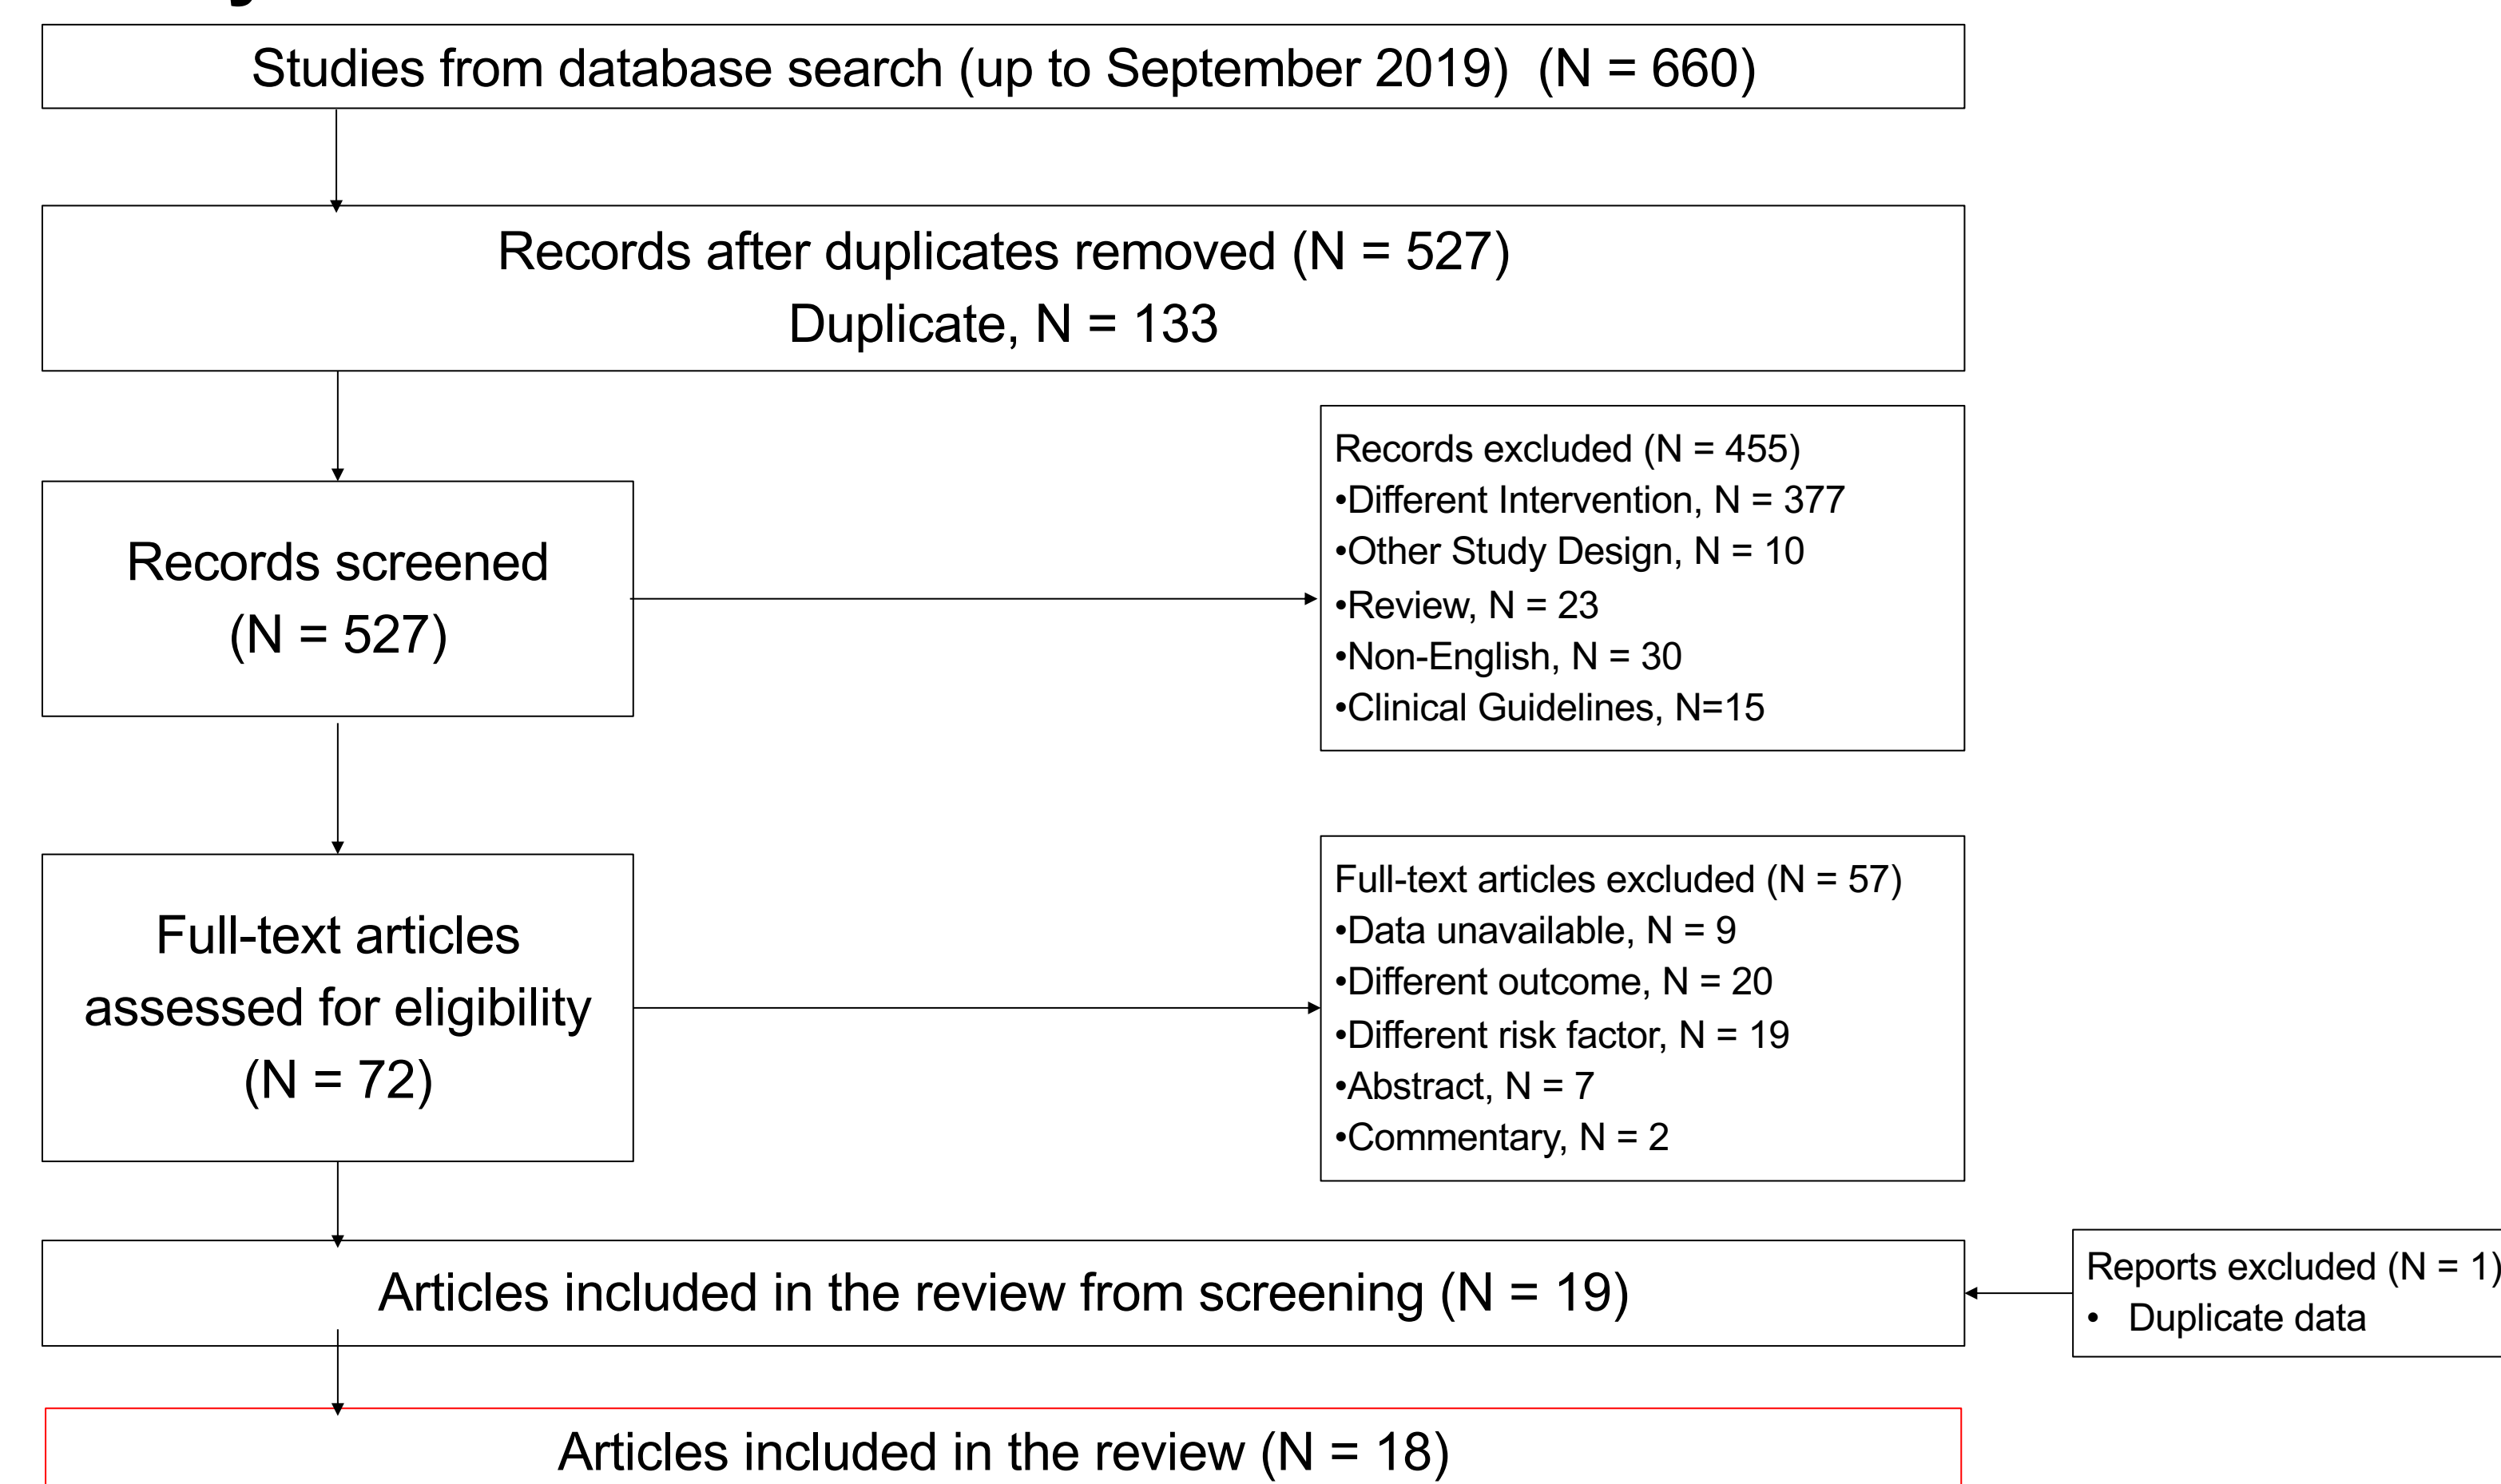 Studies from database search (up to September 2019)  (N = 660)
Records after duplicates removed (N = 527)
Duplicate, N = 133
Records screened
(N = 527)
Records excluded (N = 455)
•Different Intervention, N = 377
•Other Study Design, N = 10
•Review, N = 23
•Non-English, N = 30
•Clinical Guidelines, N=15
Full-text articles
assessed for eligibility
(N = 72)
Full-text articles excluded (N = 57)
•Data unavailable, N = 9
•Different outcome, N = 20
•Different risk factor, N = 19
•Abstract, N = 7
•Commentary, N = 2
Articles included in the review from screening (N = 19)
Reports excluded (N = 1)
• Duplicate data
Articles included in the review (N = 18)